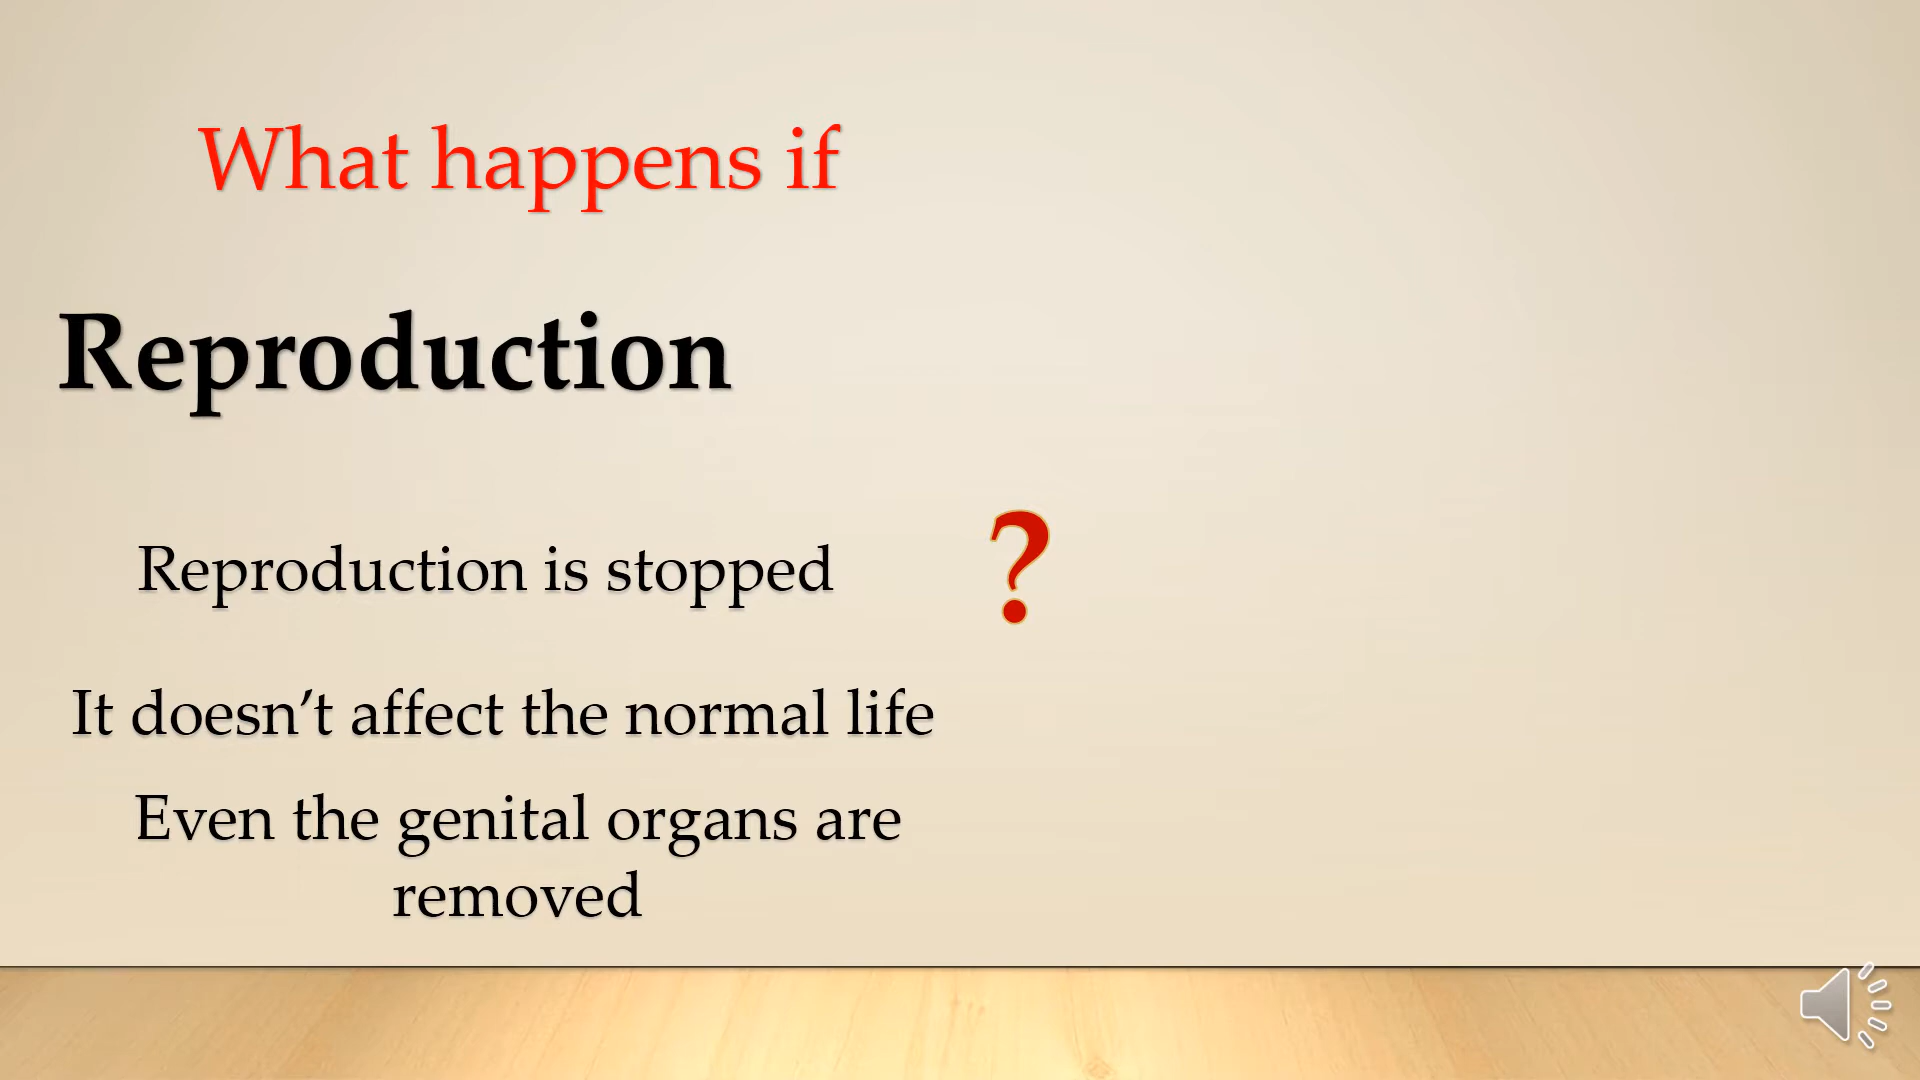 What happens if
Reproduction
Reproduction is stopped
?
It doesn’t affect the normal life
Even the genital organs are
removed